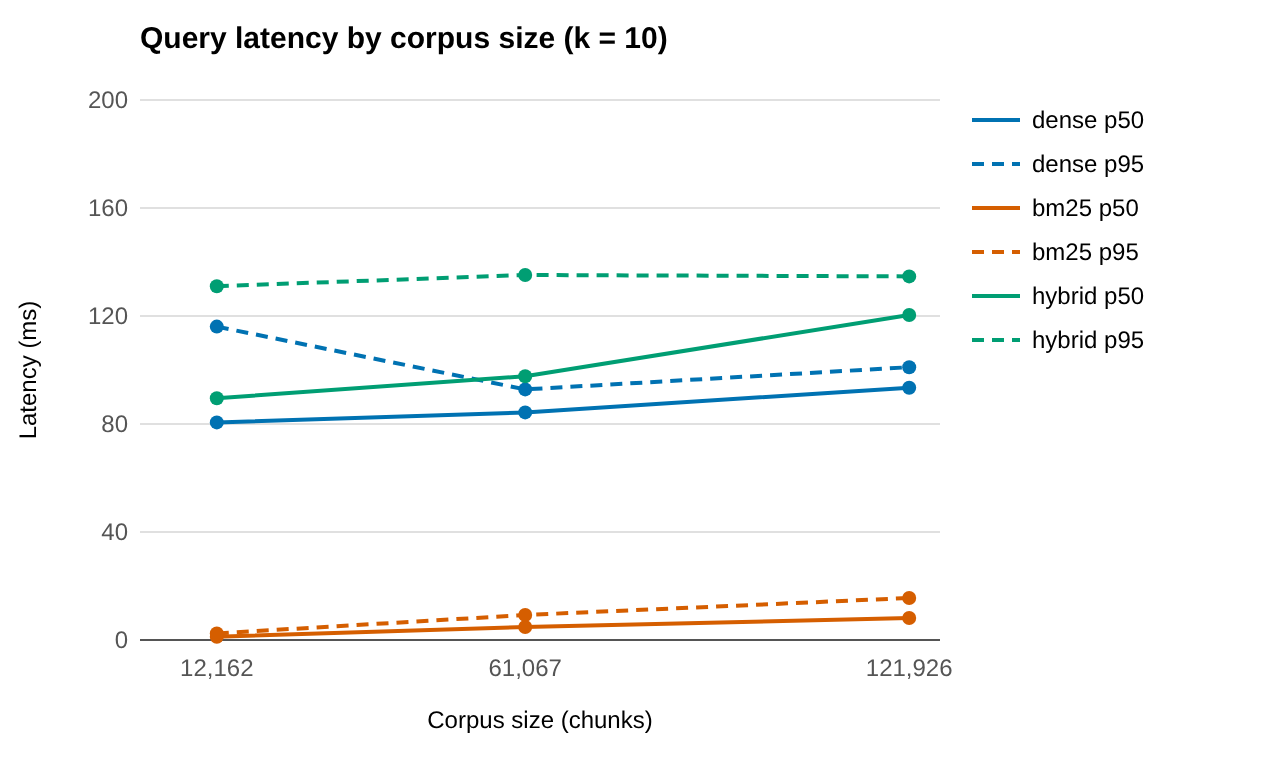 Query latency by corpus size (k = 10)
200
160
120
80
40
0
Latency (ms)
12,162
61,067
121,926
Corpus size (chunks)
dense p50
dense p95
bm25 p50
bm25 p95
hybrid p50
hybrid p95